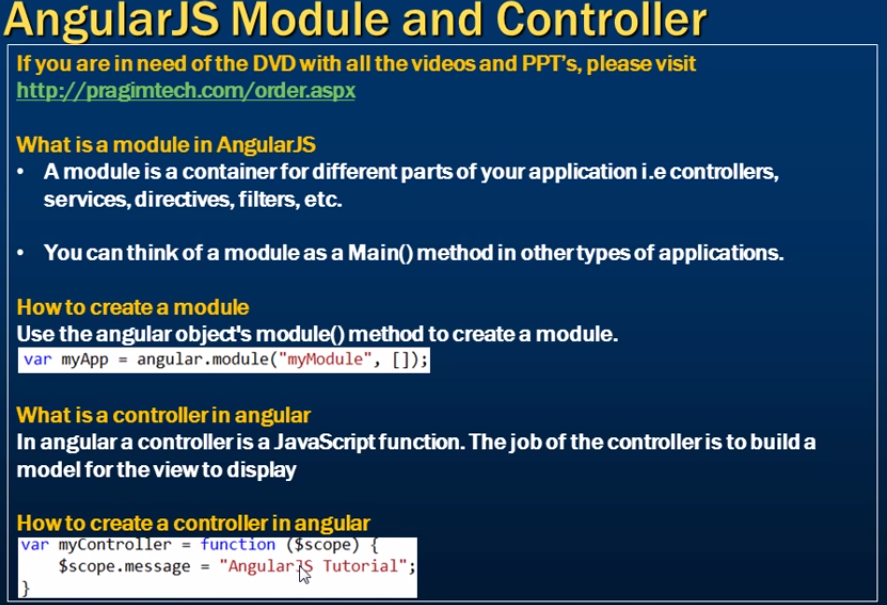 AngularJS Module and Controller
If you are in need of the DVD with all the videos and PPT's, please visit
http://pragimtech.com/order.aspx
What is a module in AngularJS
• A module is a container for different parts of your application i.e controllers,
services, directives, filters, etc.
• You can think of a module as a Main() method in other types of applications.
How to create a module
Use the angular object's module() method to create a module.
var myApp = angular.module("myModule", []);
What is a controller in angular
In angular a controller is a JavaScript function. The job of the controller is to build a
model for the view to display
How to create a controller in angular
var myController = function ($scope) {
$scope.message = "AngularJS Tutorial";
}